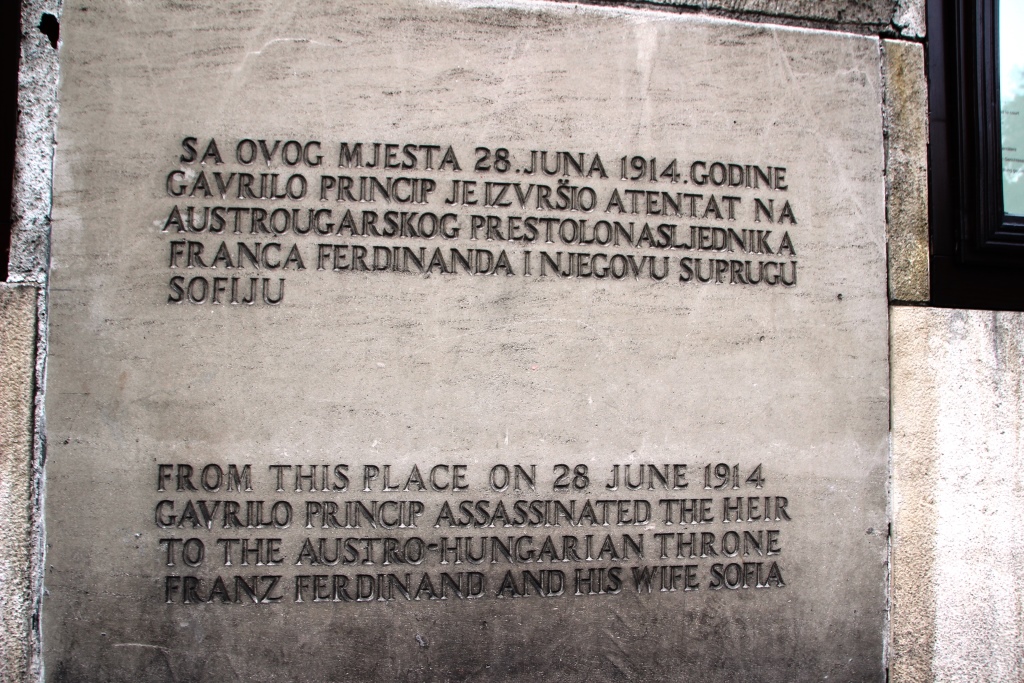 SA OVOG MJESTA 28. JUNA 1914. GODINE
GAVRILO PRINCIP JE IZVRŠIO ATENTAT NA
AUSTROUGARSKOG PRESTOLONASLJEDNIKA
FRANCA FERDINANDA I NJEGOVU SUPRUGU
SOFIJU
FROM THIS PLACE ON 28 JUNE 1914
GAVRILO PRINCIP ASSASSINATED THE HEIR
TO THE AUSTRO-HUNGARIAN THRONE
FRANZ FERDINAND AND HIS WIFE SOFIA